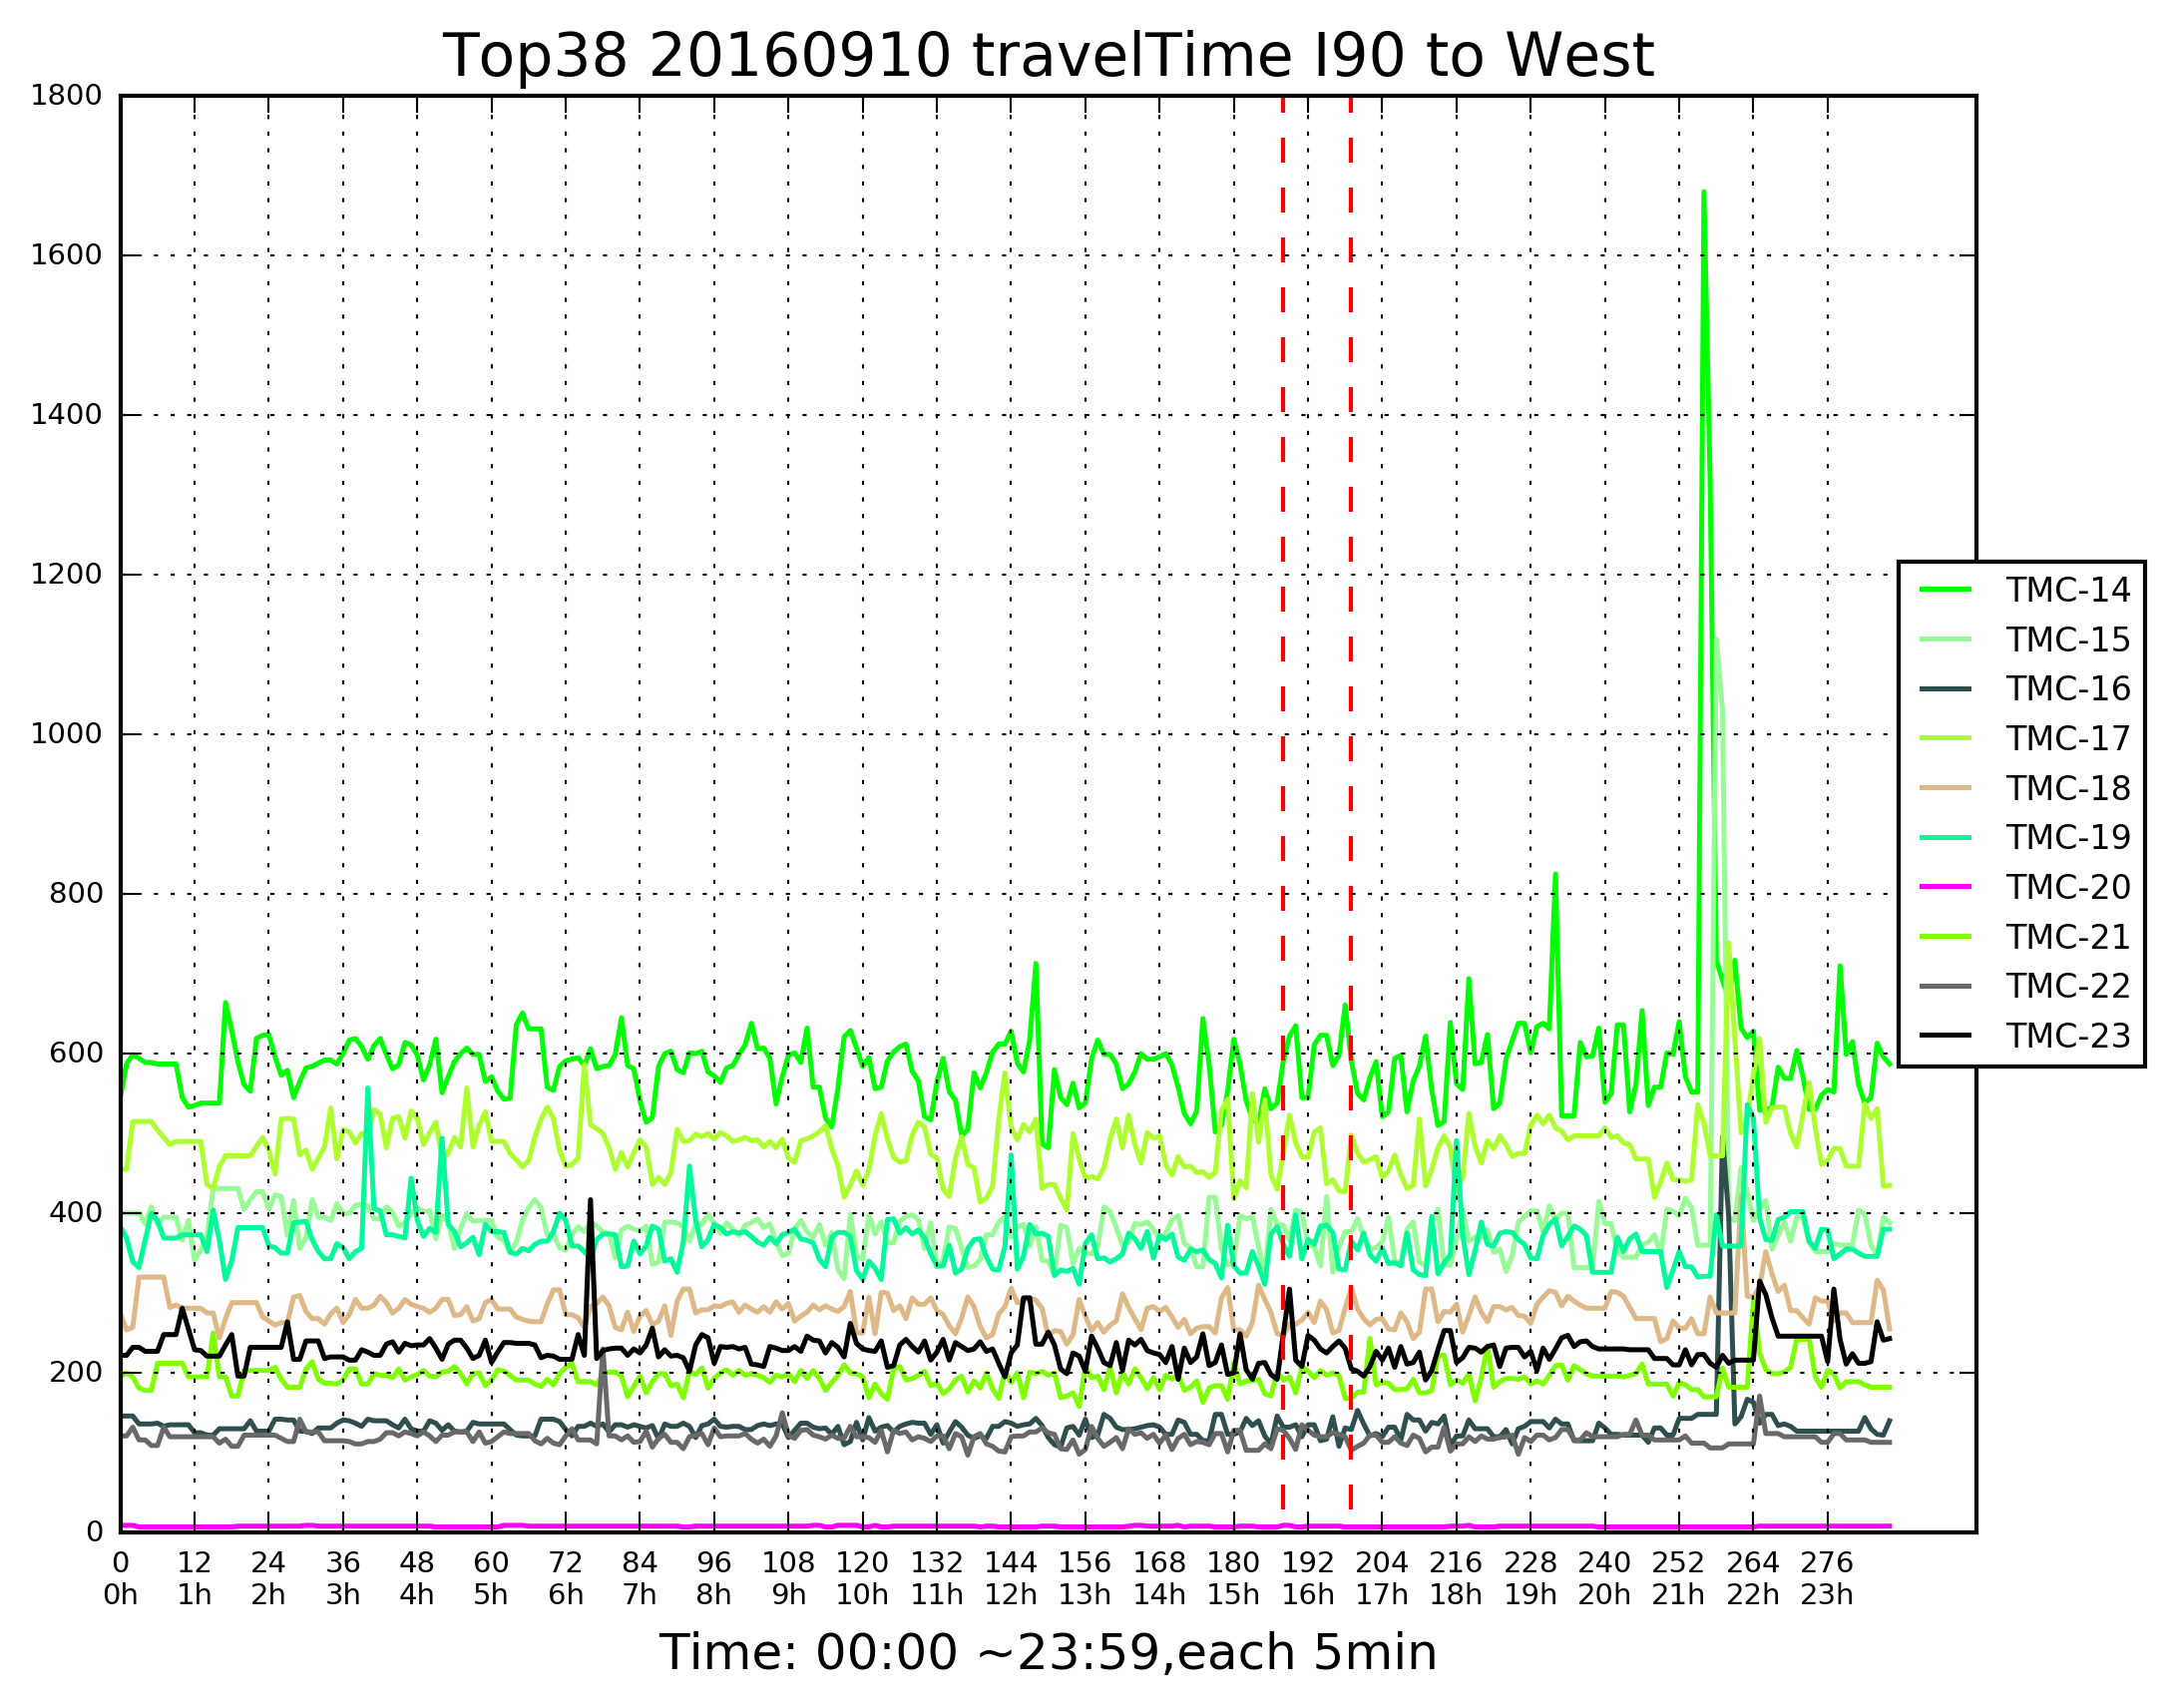 Top38 20160910 travelTime I90 to West
1800
1600
1400
1200
1000
800
600
400
200
0
TMC-14
TMC-15
TMC-16
TMC-17
TMC-18
TMC-19
TMC-20
TMC-21
TMC-22
TMC-23
0 12 24 36 48 60 72 84 96 108 120 132 144 156 168 180 192 204 216 228 240 252 264 276
0h 1h 2h 3h 4h 5h 6h 7h 8h 9h 10h 11h 12h 13h 14h 15h 16h 17h 18h 19h 20h 21h 22h 23h
Time: 00:00 ~23:59,each 5min